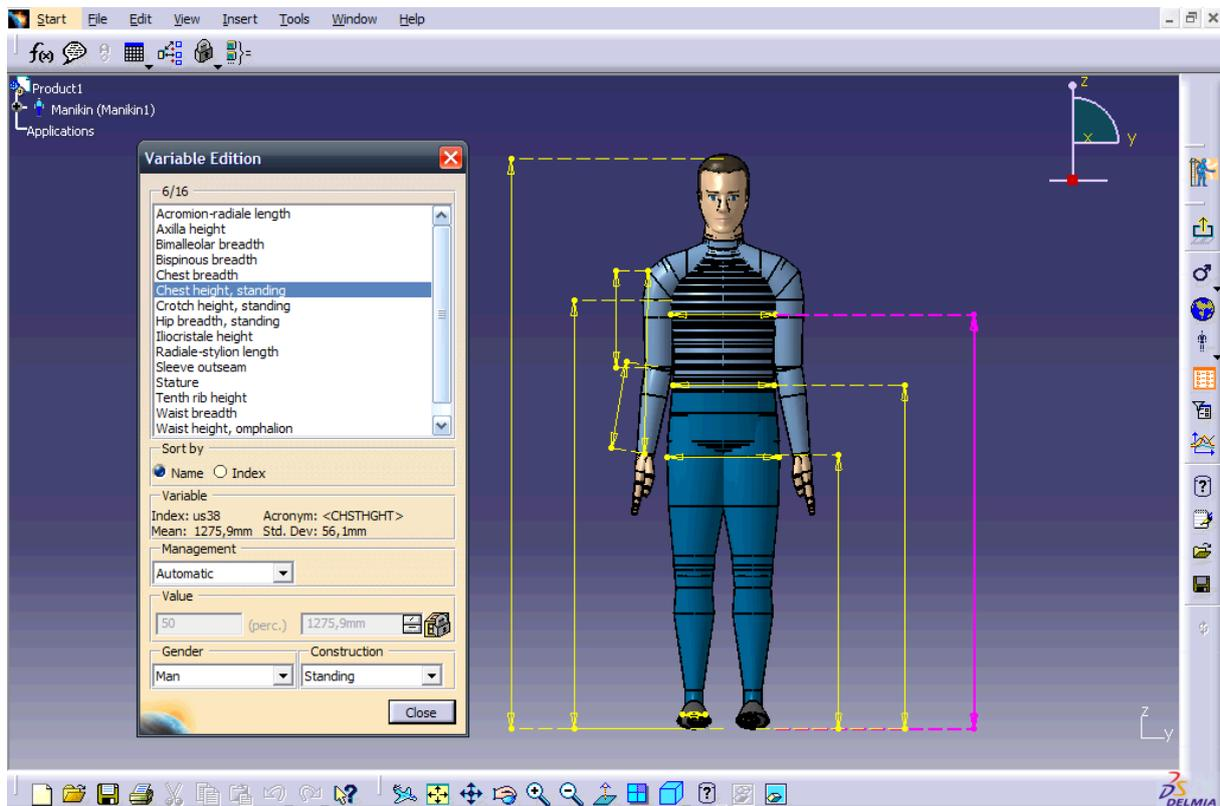 Start File Edit View Insert Tools Window Help
f(x)
Product1
Manikin (Manikin1)
Applications
z
x
y
Variable Edition
6/16
Acromion-radiale length
Axilla height
Bimalleolar breadth
Bispinous breadth
Chest breadth
Chest height, standing
Crotch height, standing
Hip breadth, standing
Iliocristale height
Radiale-stylion length
Sleeve outseam
Stature
Tenth rib height
Waist breadth
Waist height, omphalion
Sort by
Name Index
Variable
Index: us38 Acronym: <CHSTHGHT>
Mean: 1275,9mm Std. Dev: 56,1mm
Management
Automatic
Value
50 (perc.) 1275,9mm
Gender Construction
Man Standing
Close
z
y
DELMIA